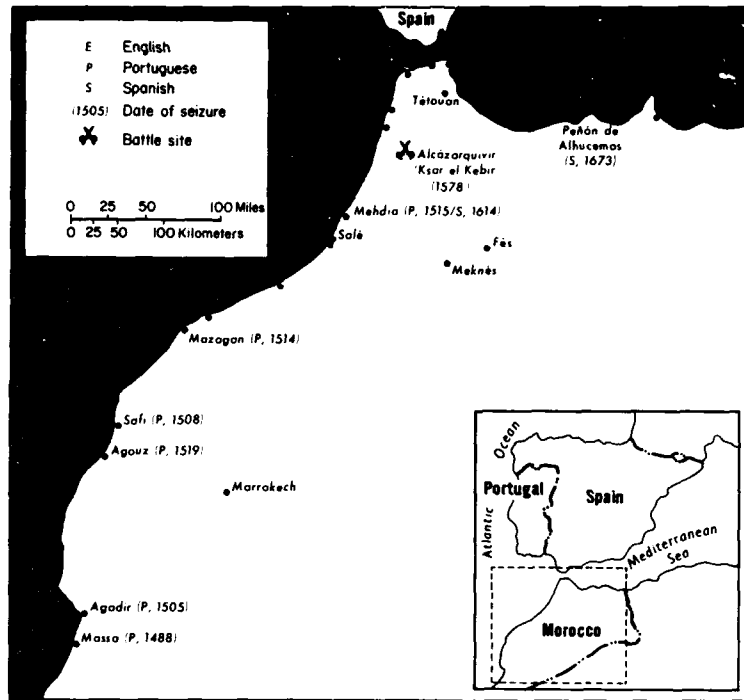 Spain
E English
P Portuguese
S Spanish
(1505) Date of seizure
Battle site
0 25 50 100 Miles
0 25 50 100 Kilometers
Tétouan
Peñón de
Alhucemas
(S, 1673)
Alcázarquivir
Ksar el Kebir
(1578)
Mehdia (P, 1515/S, 1614)
Salé
Fès
Meknès
Mazagan (P, 1514)
Safi (P, 1508)
Agouz (P, 1519)
Marrakech
Agadir (P, 1505)
Massa (P, 1488)
Atlantic Ocean
Portugal
Spain
Mediterranean
Sea
Morocco